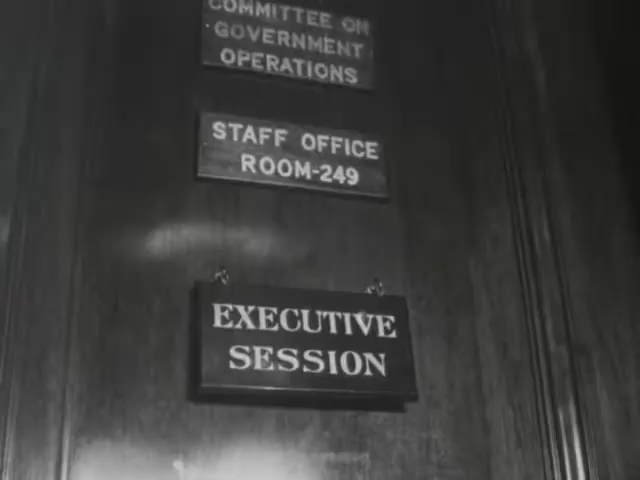 COMMITTEE ON
GOVERNMENT
OPERATIONS
STAFF OFFICE
ROOM-249
EXECUTIVE
SESSION